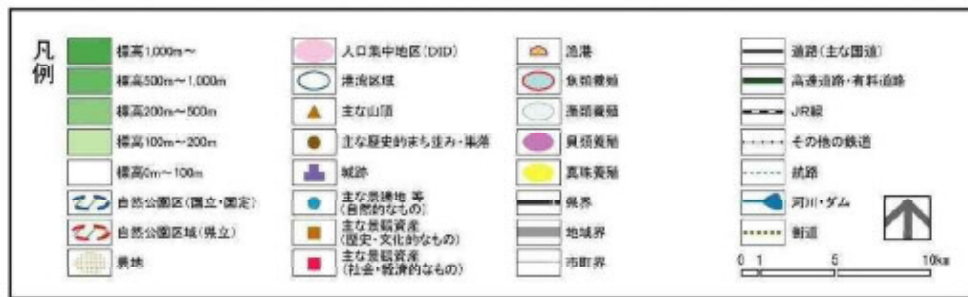 凡例
標高1,000m～
標高500m～1,000m
標高200m～500m
標高100m～200m
標高0m～100m
自然公園区(国立・国定)
自然公園区域(県立)
農地
人口集中地区(DID)
港湾区域
主な山頂
主な歴史的まち並み・集落
城跡
主な景勝地 等
(自然的なもの)
主な景観資産
(歴史・文化的なもの)
主な景観資産
(社会・経済的なもの)
漁港
魚類養殖
藻類養殖
貝類養殖
真珠養殖
県界
地域界
市町界
道路(主な国道)
高速道路・有料道路
JR線
その他の鉄道
航路
河川・ダム
街道
0 1 5 10km